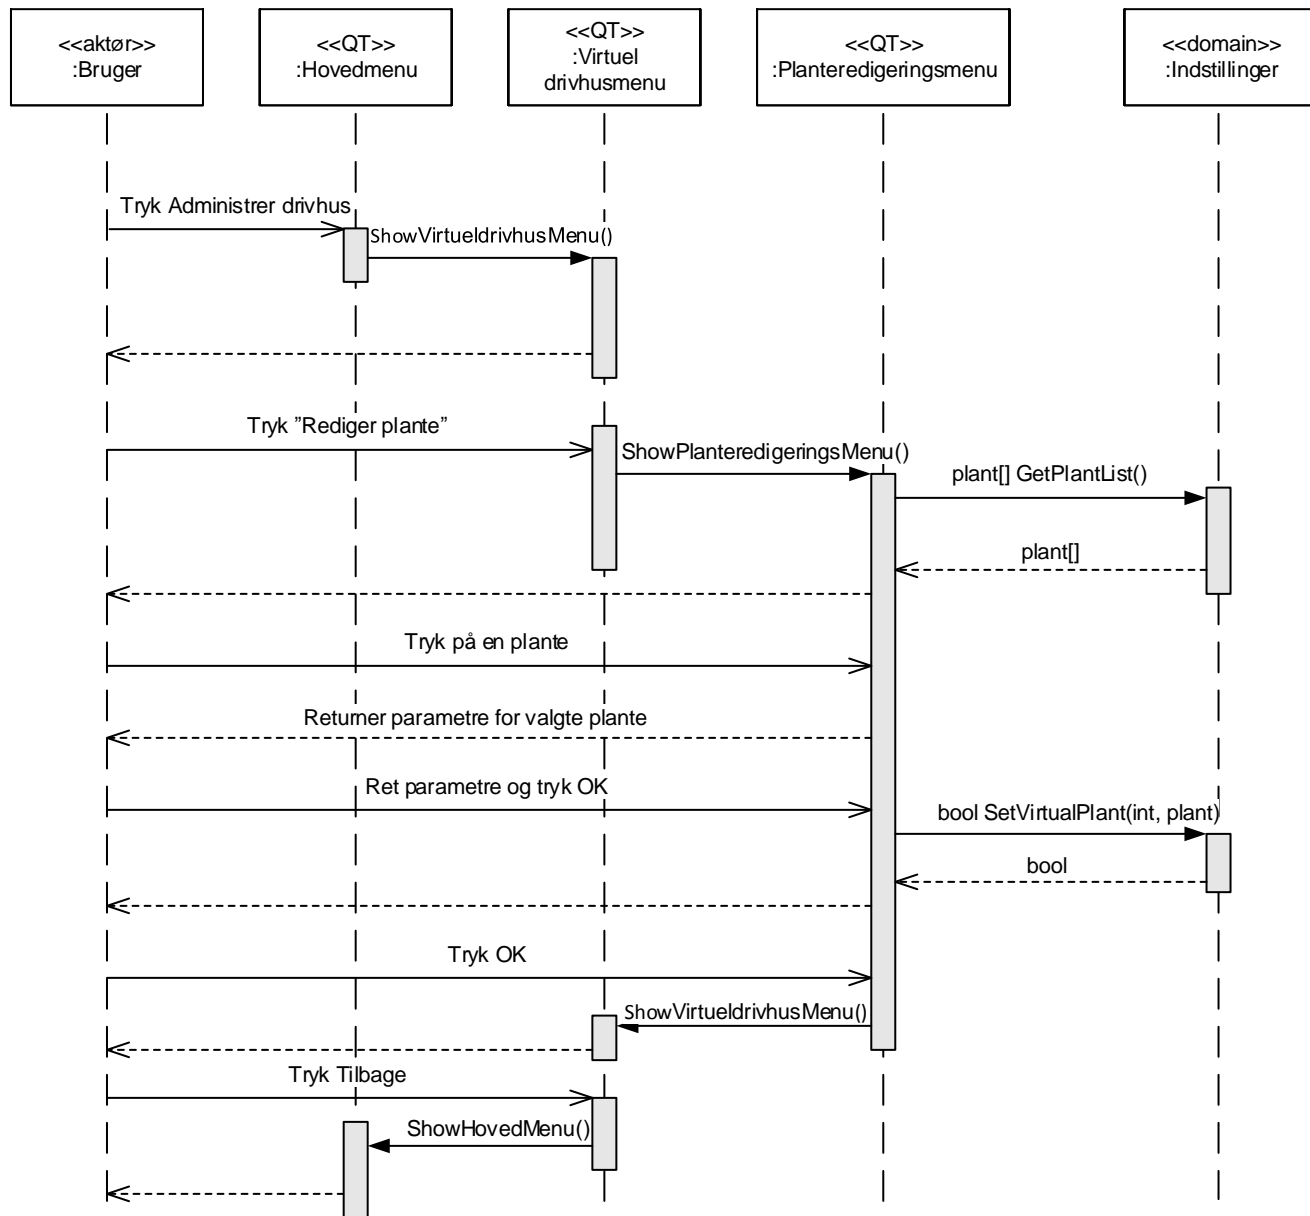 <<aktør>>
:Bruger
<<QT>>
:Hovedmenu
<<QT>>
:Virtuel
drivhusmenu
<<QT>>
:Planteredigeringsmenu
<<domain>>
:Indstillinger
Tryk Administrer drivhus
ShowVirtueldrivhusMenu()
Tryk ”Rediger plante”
ShowPlanteredigeringsMenu()
plant[] GetPlantList()
plant[]
Tryk på en plante
Returner parametre for valgte plante
Ret parametre og tryk OK
bool SetVirtualPlant(int, plant)
bool
Tryk OK
ShowVirtueldrivhusMenu()
Tryk Tilbage
ShowHovedMenu()